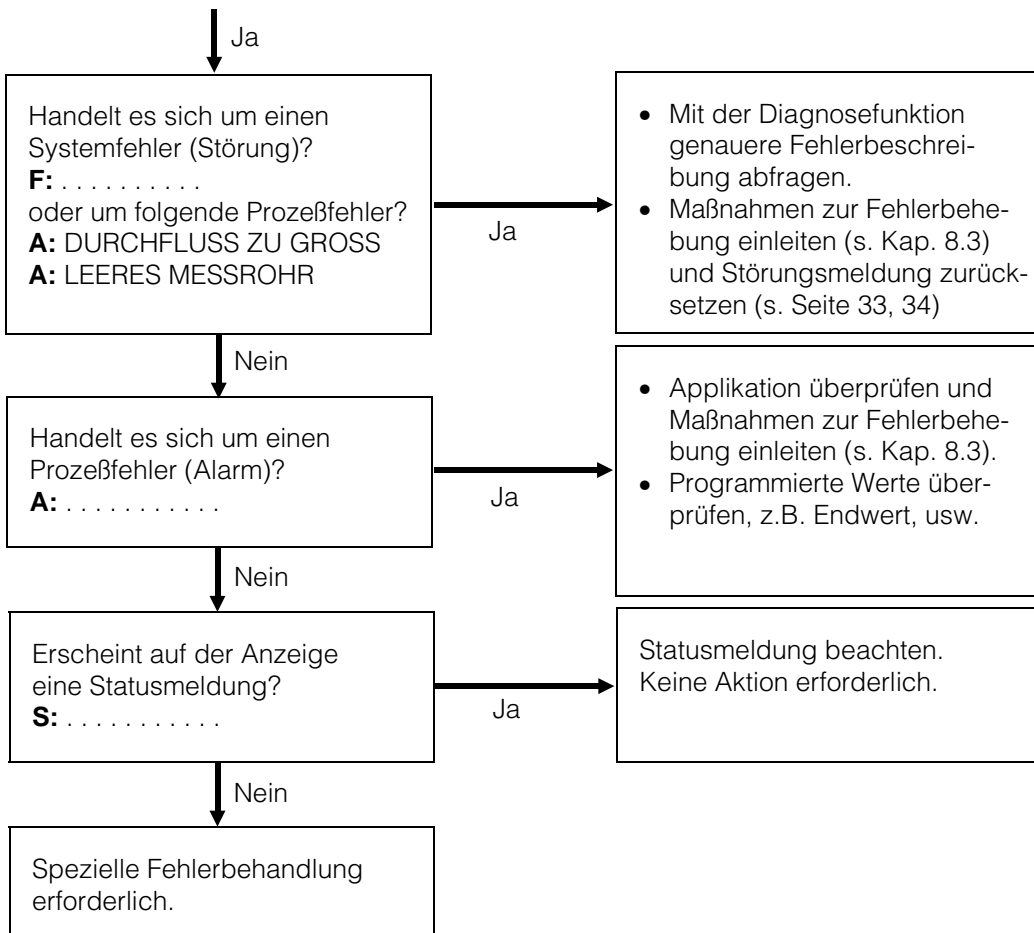 Ja
Handelt es sich um einen
Systemfehler (Störung)?
F: . . . . . . . . . .
oder um folgende Prozeßfehler?
A: DURCHFLUSS ZU GROSS
A: LEERES MESSROHR
Ja
• Mit der Diagnosefunktion
genauere Fehlerbeschrei-
bung abfragen.
• Maßnahmen zur Fehlerbehe-
bung einleiten (s. Kap. 8.3)
und Störungsmeldung zurück-
setzen (s. Seite 33, 34)
Nein
Handelt es sich um einen
Prozeßfehler (Alarm)?
A: . . . . . . . . . . .
Ja
• Applikation überprüfen und
Maßnahmen zur Fehlerbehe-
bung einleiten (s. Kap. 8.3).
• Programmierte Werte über-
prüfen, z.B. Endwert, usw.
Nein
Erscheint auf der Anzeige
eine Statusmeldung?
S: . . . . . . . . . . .
Ja
Statusmeldung beachten.
Keine Aktion erforderlich.
Nein
Spezielle Fehlerbehandlung
erforderlich.